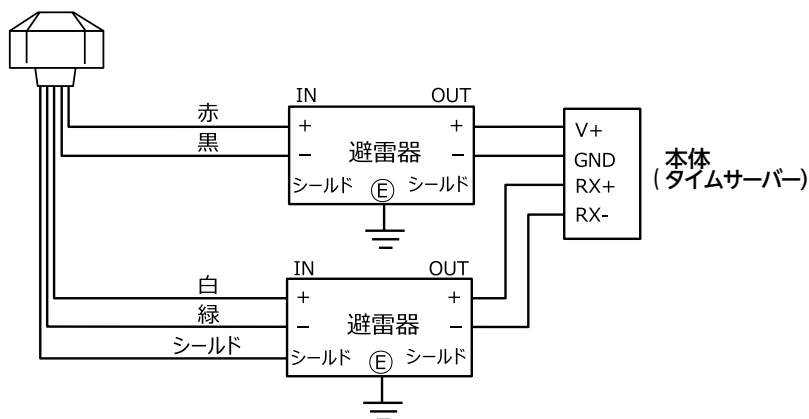 IN
OUT
赤
+
+
V+
黒
−
避雷器
−
GND
シールド
Ⓔ
シールド
RX+
RX-
本体
(タイムサーバー)
IN
OUT
白
+
+
緑
−
避雷器
−
シールド
シールド
Ⓔ
シールド